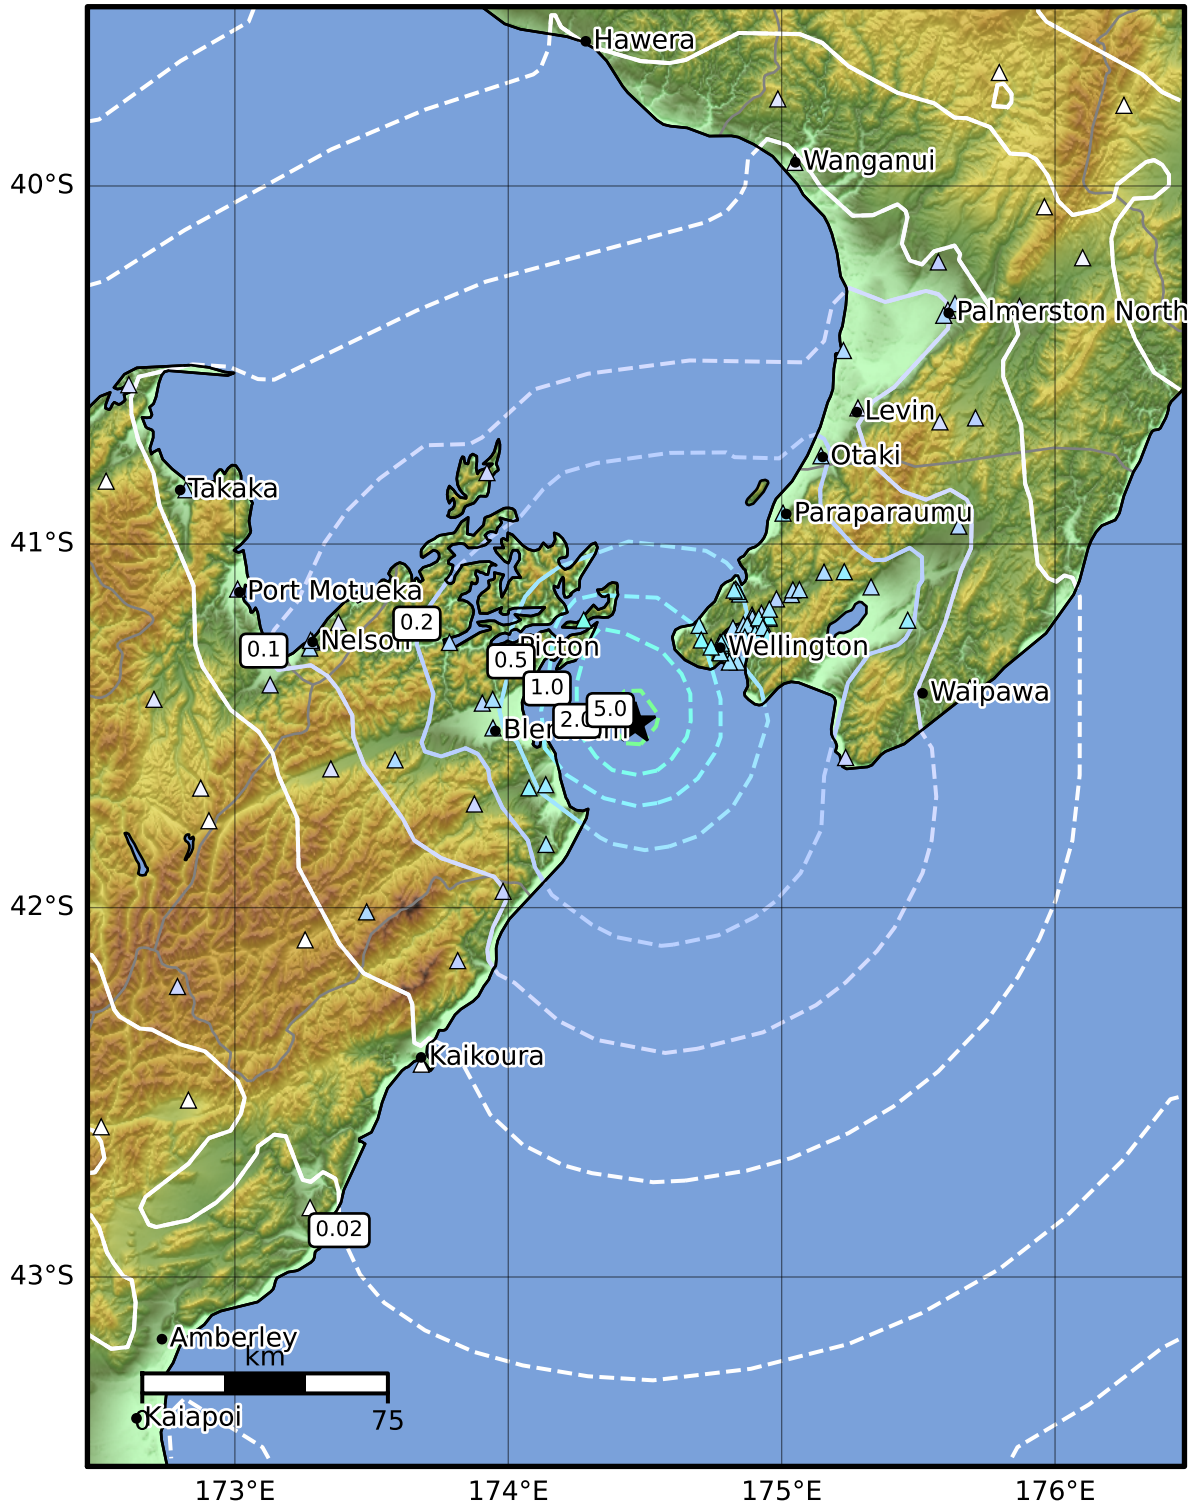 Hawera
Wanganui
40°S
Palmerston North
Levin
Otaki
Takaka
Paraparaumu
41°S
Port Motueka
0.2
Nelson
0.1
Picton
Wellington
0.5
1.0
Waipawa
5.0
2.0
Blenheim
42°S
Kaikoura
0.02
43°S
Amberley
km
Kaiapoi
0
75
173°E
174°E
175°E
176°E